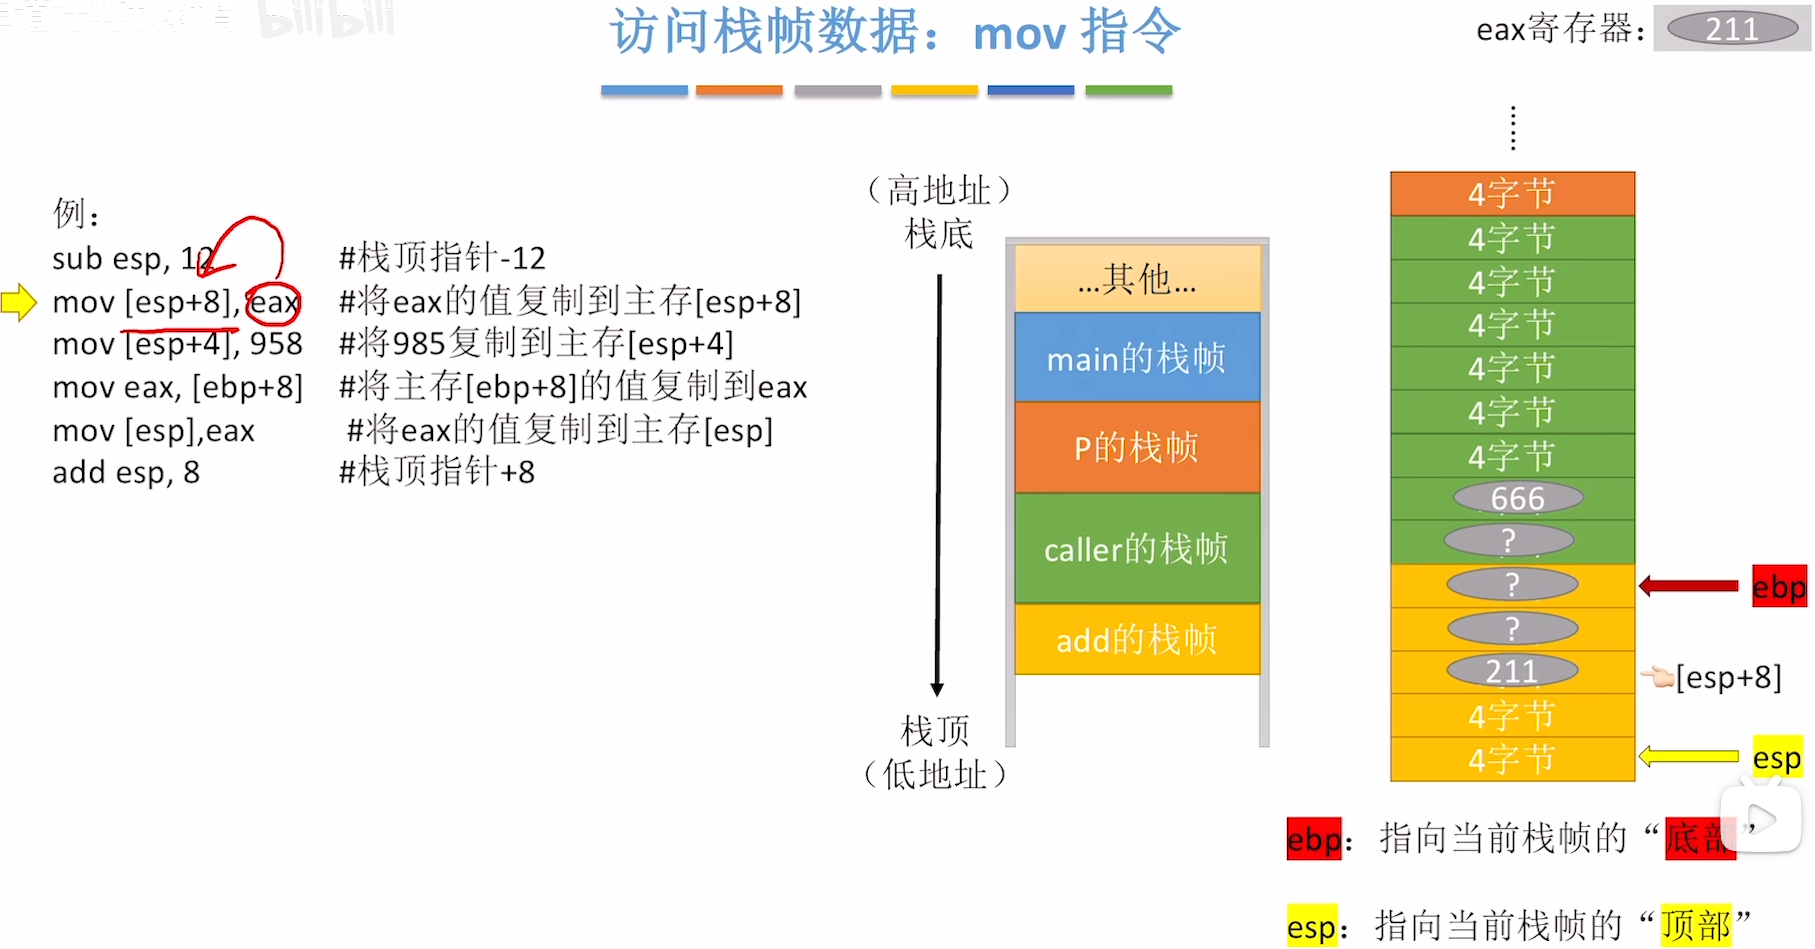 访问栈帧数据：mov 指令
eax寄存器：
211
例：
sub esp, 12 #栈顶指针-12
mov [esp+8], eax #将eax的值复制到主存[esp+8]
mov [esp+4], 958 #将985复制到主存[esp+4]
mov eax, [ebp+8] #将主存[ebp+8]的值复制到eax
mov [esp],eax #将eax的值复制到主存[esp]
add esp, 8 #栈顶指针+8
（高地址）
栈底
栈顶
（低地址）
...其他...
main的栈帧
P的栈帧
caller的栈帧
add的栈帧
4字节
4字节
4字节
4字节
4字节
4字节
4字节
666
?
? ebp
?
211 [esp+8]
4字节
4字节 esp
ebp：指向当前栈帧的“底部”
esp：指向当前栈帧的“顶部”
bilibili